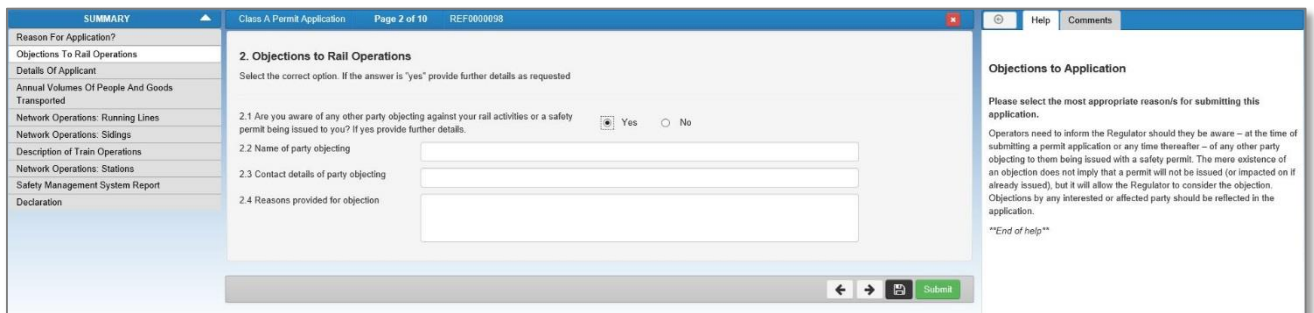 SUMMARY
Reason For Application?
Objections To Rail Operations
Details Of Applicant
Annual Volumes Of People And Goods
Transported
Network Operations: Running Lines
Network Operations: Sidings
Description of Train Operations
Network Operations: Stations
Safety Management System Report
Declaration
Class A Permit Application Page 2 of 10 REF0000098
2. Objections to Rail Operations
Select the correct option. If the answer is "yes" provide further details as requested
2.1 Are you aware of any other party objecting against your rail activities or a safety
permit being issued to you? If yes provide further details.
Yes No
2.2 Name of party objecting
2.3 Contact details of party objecting
2.4 Reasons provided for objection
Submit
Help Comments
Objections to Application
Please select the most appropriate reason/s for submitting this
application.
Operators need to inform the Regulator should they be aware – at the time of
submitting a permit application or any time thereafter – of any other party
objecting to them being issued with a safety permit. The mere existence of
an objection does not imply that a permit will not be issued (or impacted on if
already issued), but it will allow the Regulator to consider the objection.
Objections by any interested or affected party should be reflected in the
application.
**End of help**